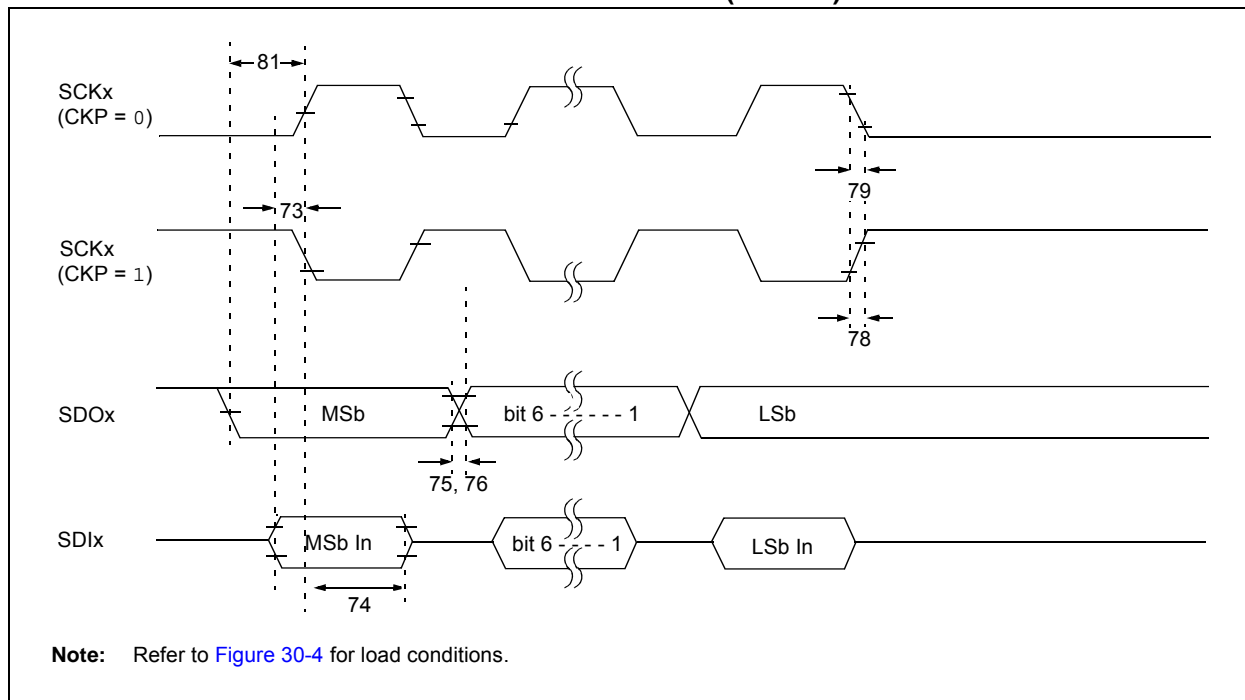 81
SCKx
(CKP = 0)
79
73
SCKx
(CKP = 1)
78
SDOx
MSb
bit 6 - - - - - - 1
LSb
75, 76
SDIx
MSb In
bit 6 - - - - 1
LSb In
74
Note: Refer to Figure 30-4 for load conditions.